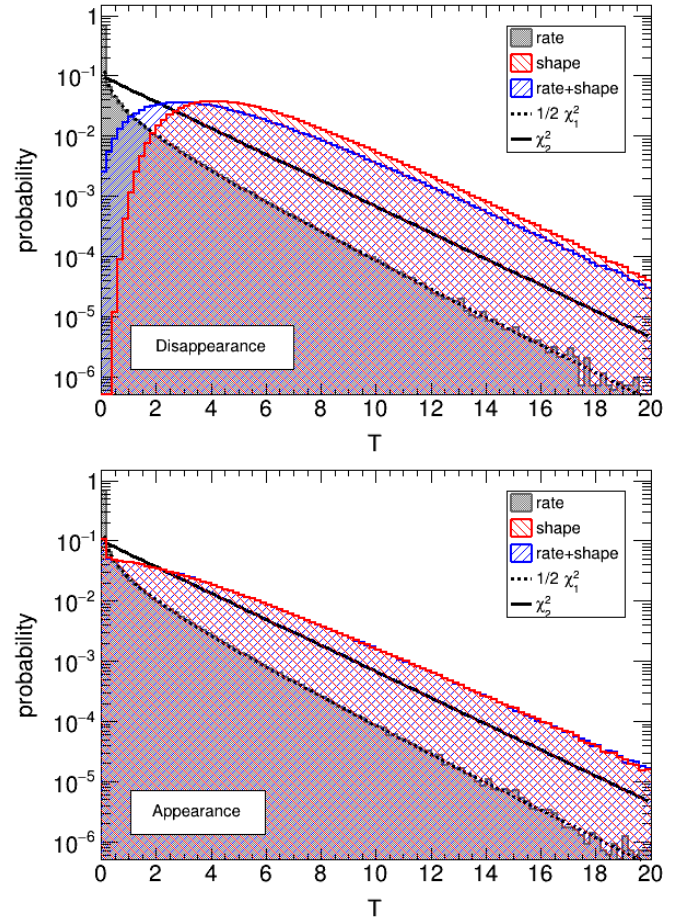 1
10⁻¹
10⁻²
10⁻³
10⁻⁴
10⁻⁵
10⁻⁶
probability
rate
shape
rate+shape
1/2 χ²₁
χ²₂
Disappearance
0 2 4 6 8 10 12 14 16 18 20
T
1
10⁻¹
10⁻²
10⁻³
10⁻⁴
10⁻⁵
10⁻⁶
probability
rate
shape
rate+shape
1/2 χ²₁
χ²₂
Appearance
0 2 4 6 8 10 12 14 16 18 20
T